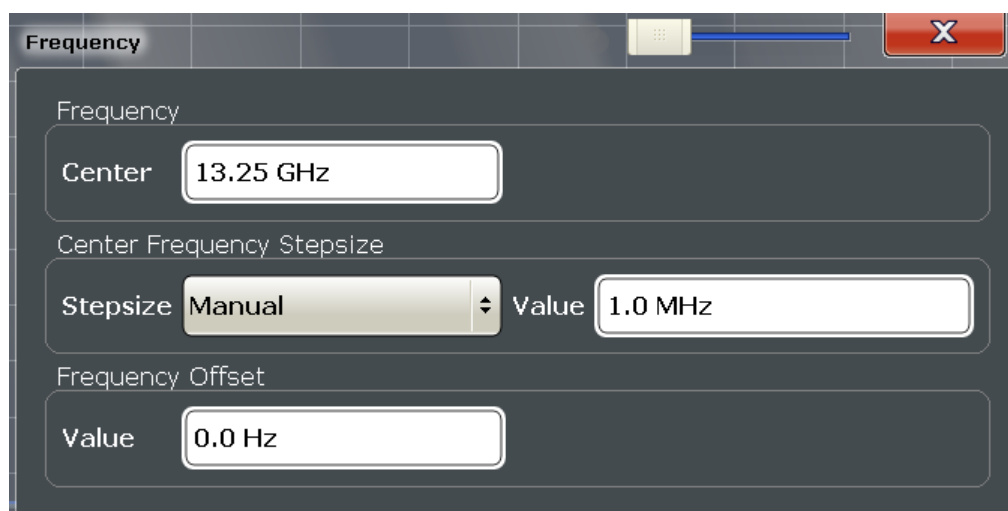 Frequency
X
Frequency
Center 13.25 GHz
Center Frequency Stepsize
Stepsize Manual Value 1.0 MHz
Frequency Offset
Value 0.0 Hz